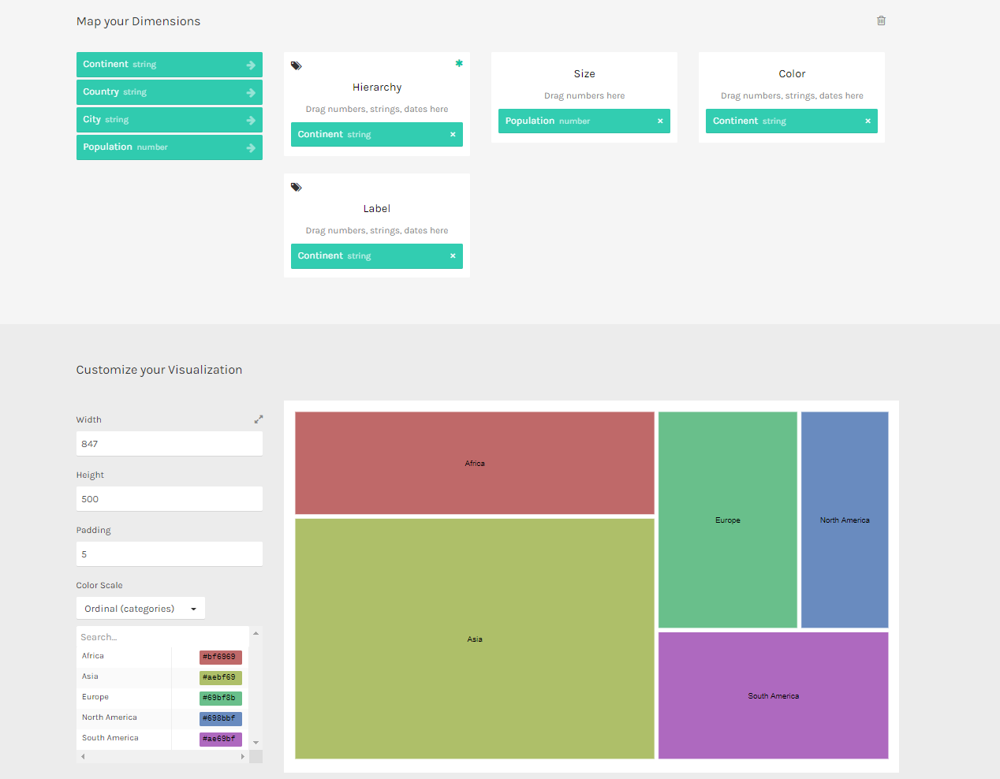 Map your Dimensions
Continent string
Country string
City string
Population number
Hierarchy
Drag numbers, strings, dates here
Continent string
Label
Drag numbers, strings, dates here
Continent string
Size
Drag numbers here
Population number
Color
Drag numbers, strings, dates here
Continent string
Customize your Visualization
Width
847
Height
500
Padding
5
Color Scale
Ordinal (categories)
Search...
Africa #bf6969
Asia #aebf69
Europe #69bf8b
North America #698bbf
South America #ae69bf
Africa
Asia
Europe
North America
South America